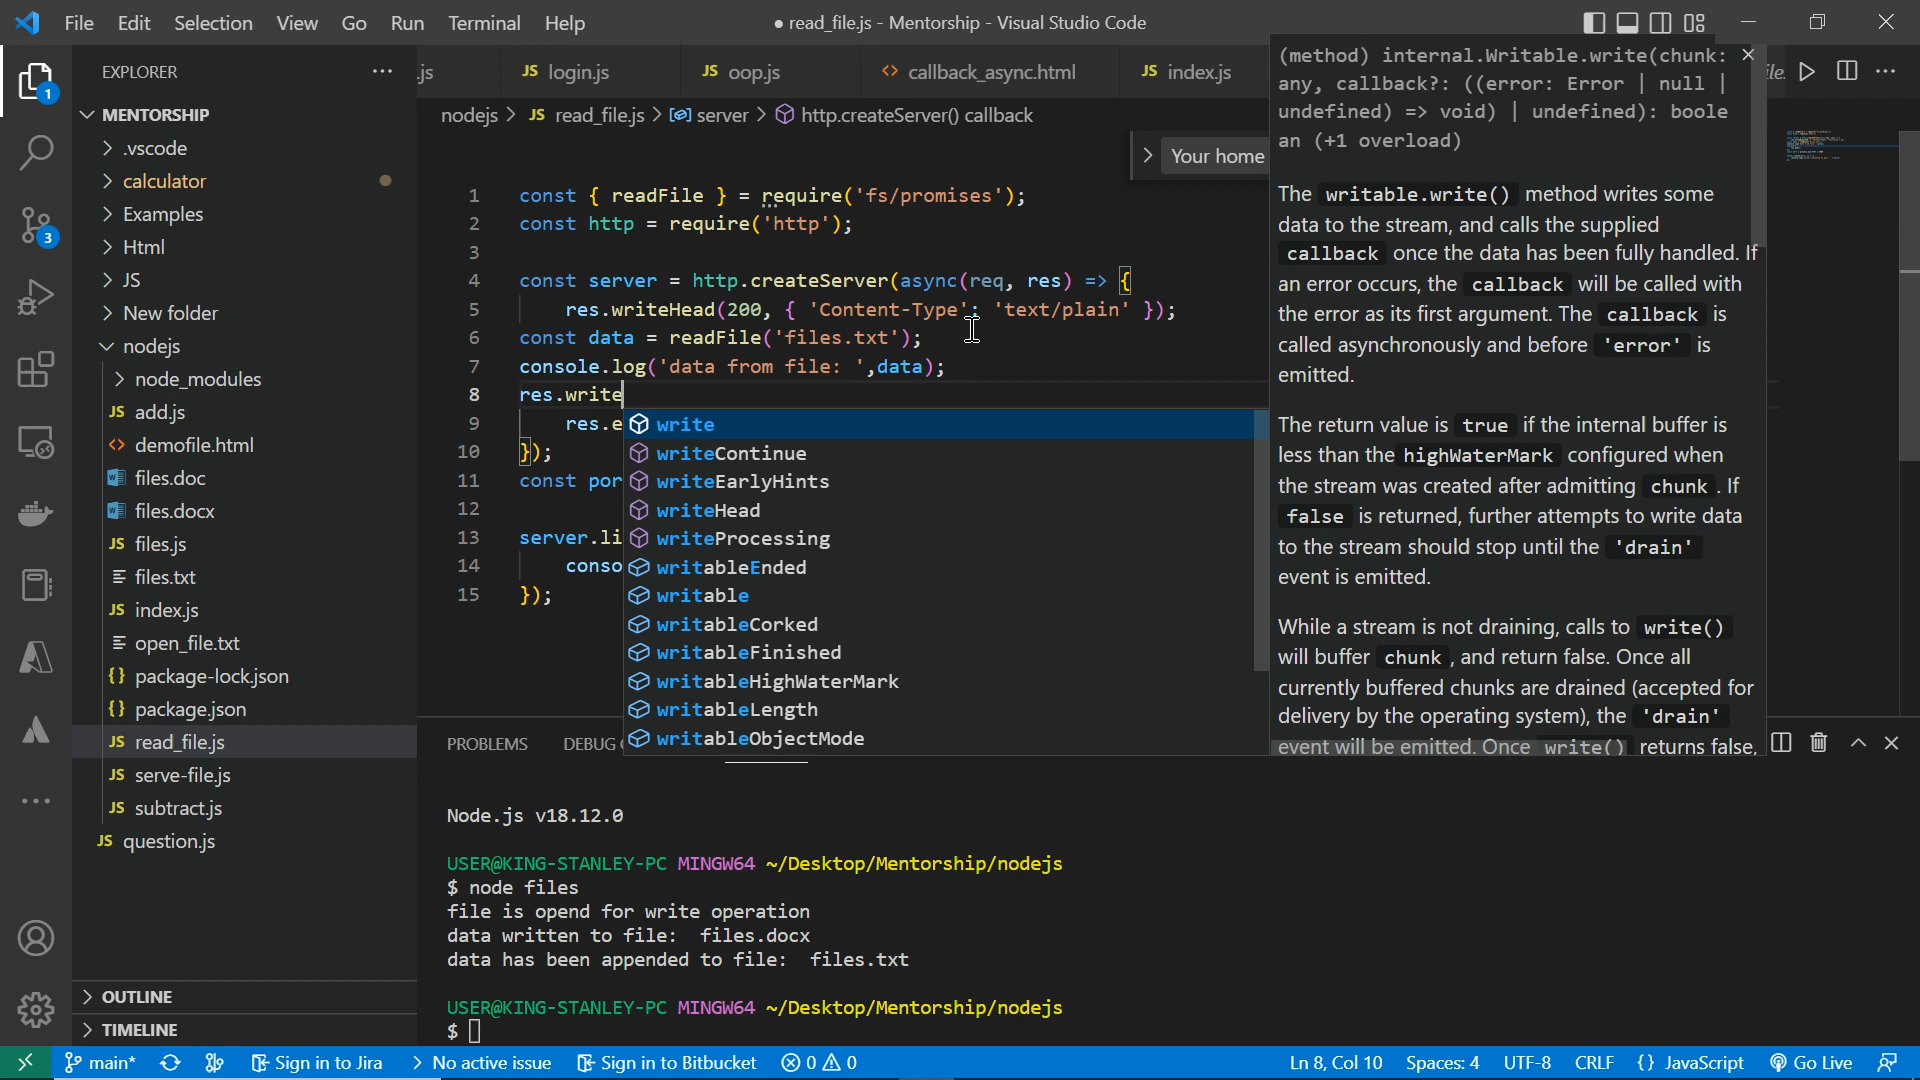 File Edit Selection View Go Run Terminal Help
● read_file.js - Mentorship - Visual Studio Code
EXPLORER
MENTORSHIP
.vscode
calculator
Examples
Html
JS
New folder
nodejs
node_modules
JS add.js
<> demofile.html
files.doc
files.docx
JS files.js
files.txt
JS index.js
open_file.txt
{} package-lock.json
{} package.json
JS read_file.js
JS serve-file.js
JS subtract.js
JS question.js
OUTLINE
TIMELINE
1
3
.js JS login.js JS oop.js <> callback_async.html JS index.js
nodejs > JS read_file.js > server > http.createServer() callback
> Your home
1 const { readFile } = require('fs/promises');
2 const http = require('http');
3
4 const server = http.createServer(async(req, res) => {
5 res.writeHead(200, { 'Content-Type': 'text/plain' });
6 const data = readFile('files.txt');
7 console.log('data from file: ',data);
8 res.write
9 res.e
10 });
11 const por
12
13 server.li
14 conso
15 });
write
writeContinue
writeEarlyHints
writeHead
writeProcessing
writableEnded
writable
writableCorked
writableFinished
writableHighWaterMark
writableLength
writableObjectMode
(method) internal.Writable.write(chunk:
any, callback?: ((error: Error | null |
undefined) => void) | undefined): boole
an (+1 overload)
The writable.write() method writes some
data to the stream, and calls the supplied
callback once the data has been fully handled. If
an error occurs, the callback will be called with
the error as its first argument. The callback is
called asynchronously and before 'error' is
emitted.
The return value is true if the internal buffer is
less than the highWaterMark configured when
the stream was created after admitting chunk . If
false is returned, further attempts to write data
to the stream should stop until the 'drain'
event is emitted.
While a stream is not draining, calls to write()
will buffer chunk , and return false. Once all
currently buffered chunks are drained (accepted for
delivery by the operating system), the 'drain'
event will be emitted. Once write() returns false,
PROBLEMS DEBUG
Node.js v18.12.0
USER@KING-STANLEY-PC MINGW64 ~/Desktop/Mentorship/nodejs
$ node files
file is opend for write operation
data written to file: files.docx
data has been appended to file: files.txt
USER@KING-STANLEY-PC MINGW64 ~/Desktop/Mentorship/nodejs
$
main* Sign in to Jira > No active issue Sign in to Bitbucket 0 0 Ln 8, Col 10 Spaces: 4 UTF-8 CRLF {} JavaScript Go Live